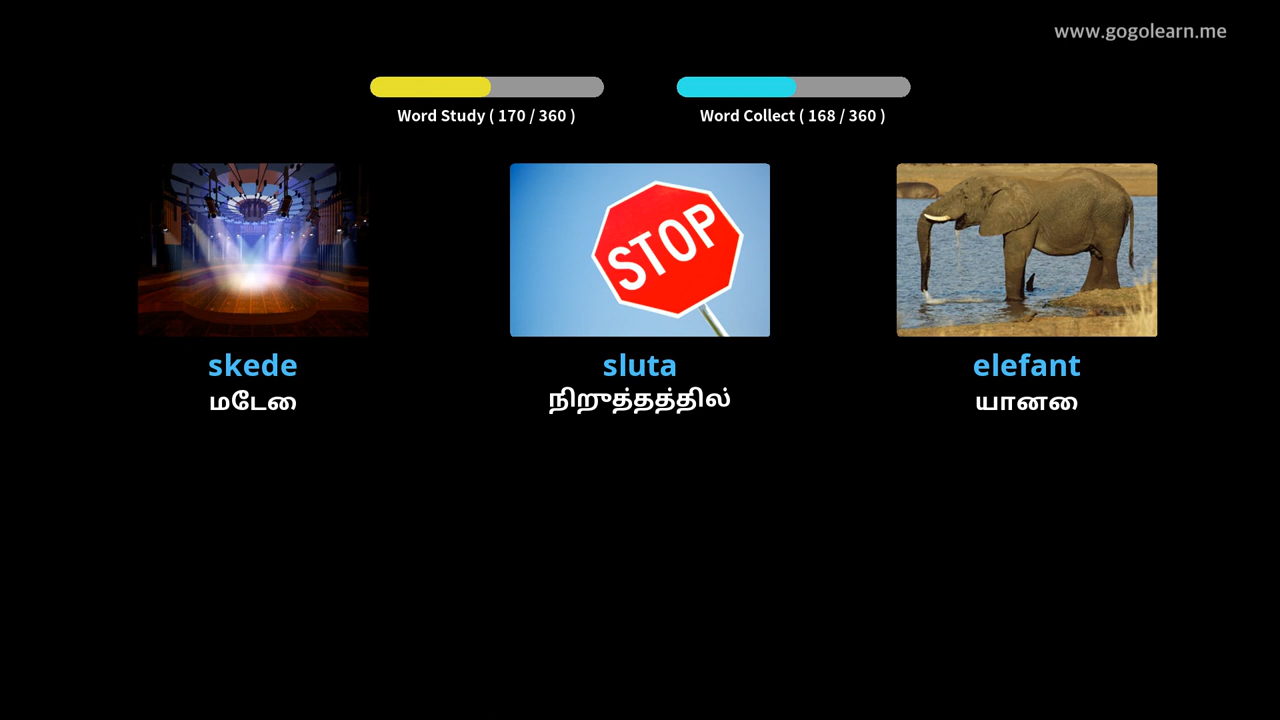 www.gogolearn.me
Word Study ( 170 / 360 )
Word Collect ( 168 / 360 )
STOP
skede
sluta
elefant
மடேை
நிறுத்தத்தில்
யானை